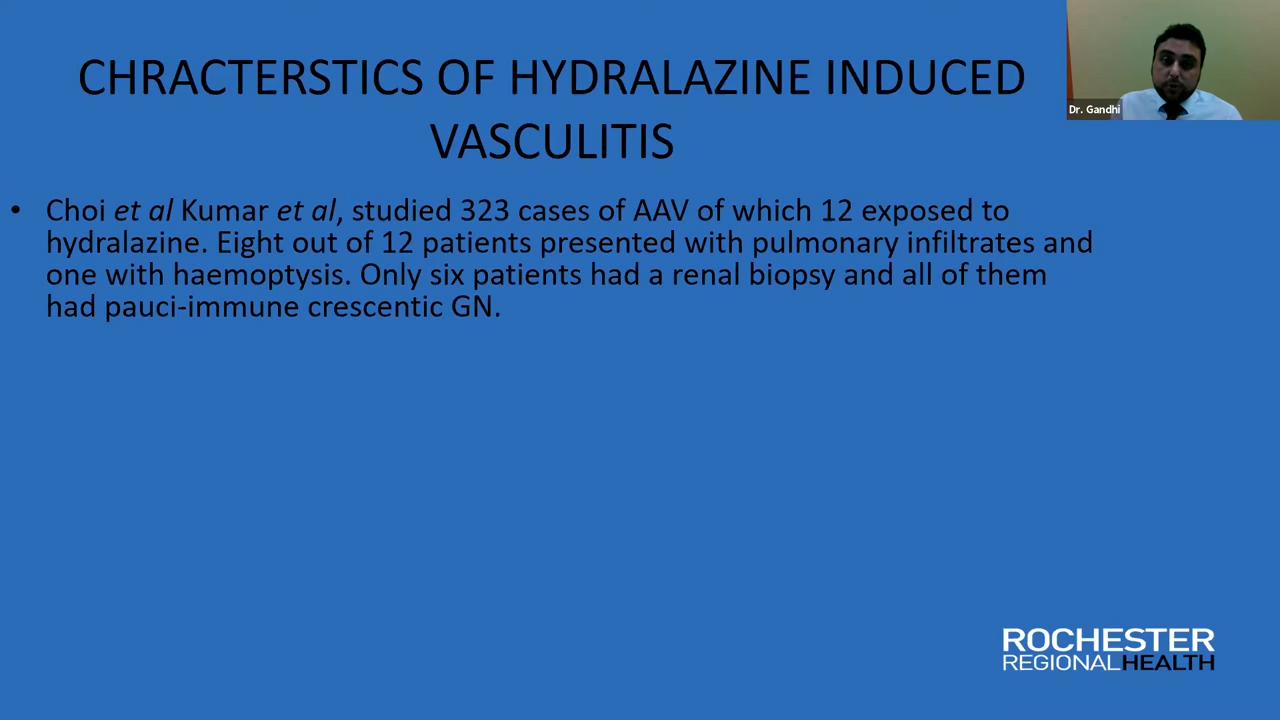 CHRACTERSTICS OF HYDRALAZINE INDUCED
VASCULITIS
Dr. Gandhi
• Choi et al Kumar et al, studied 323 cases of AAV of which 12 exposed to
hydralazine. Eight out of 12 patients presented with pulmonary infiltrates and
one with haemoptysis. Only six patients had a renal biopsy and all of them
had pauci-immune crescentic GN.
ROCHESTER
REGIONALHEALTH